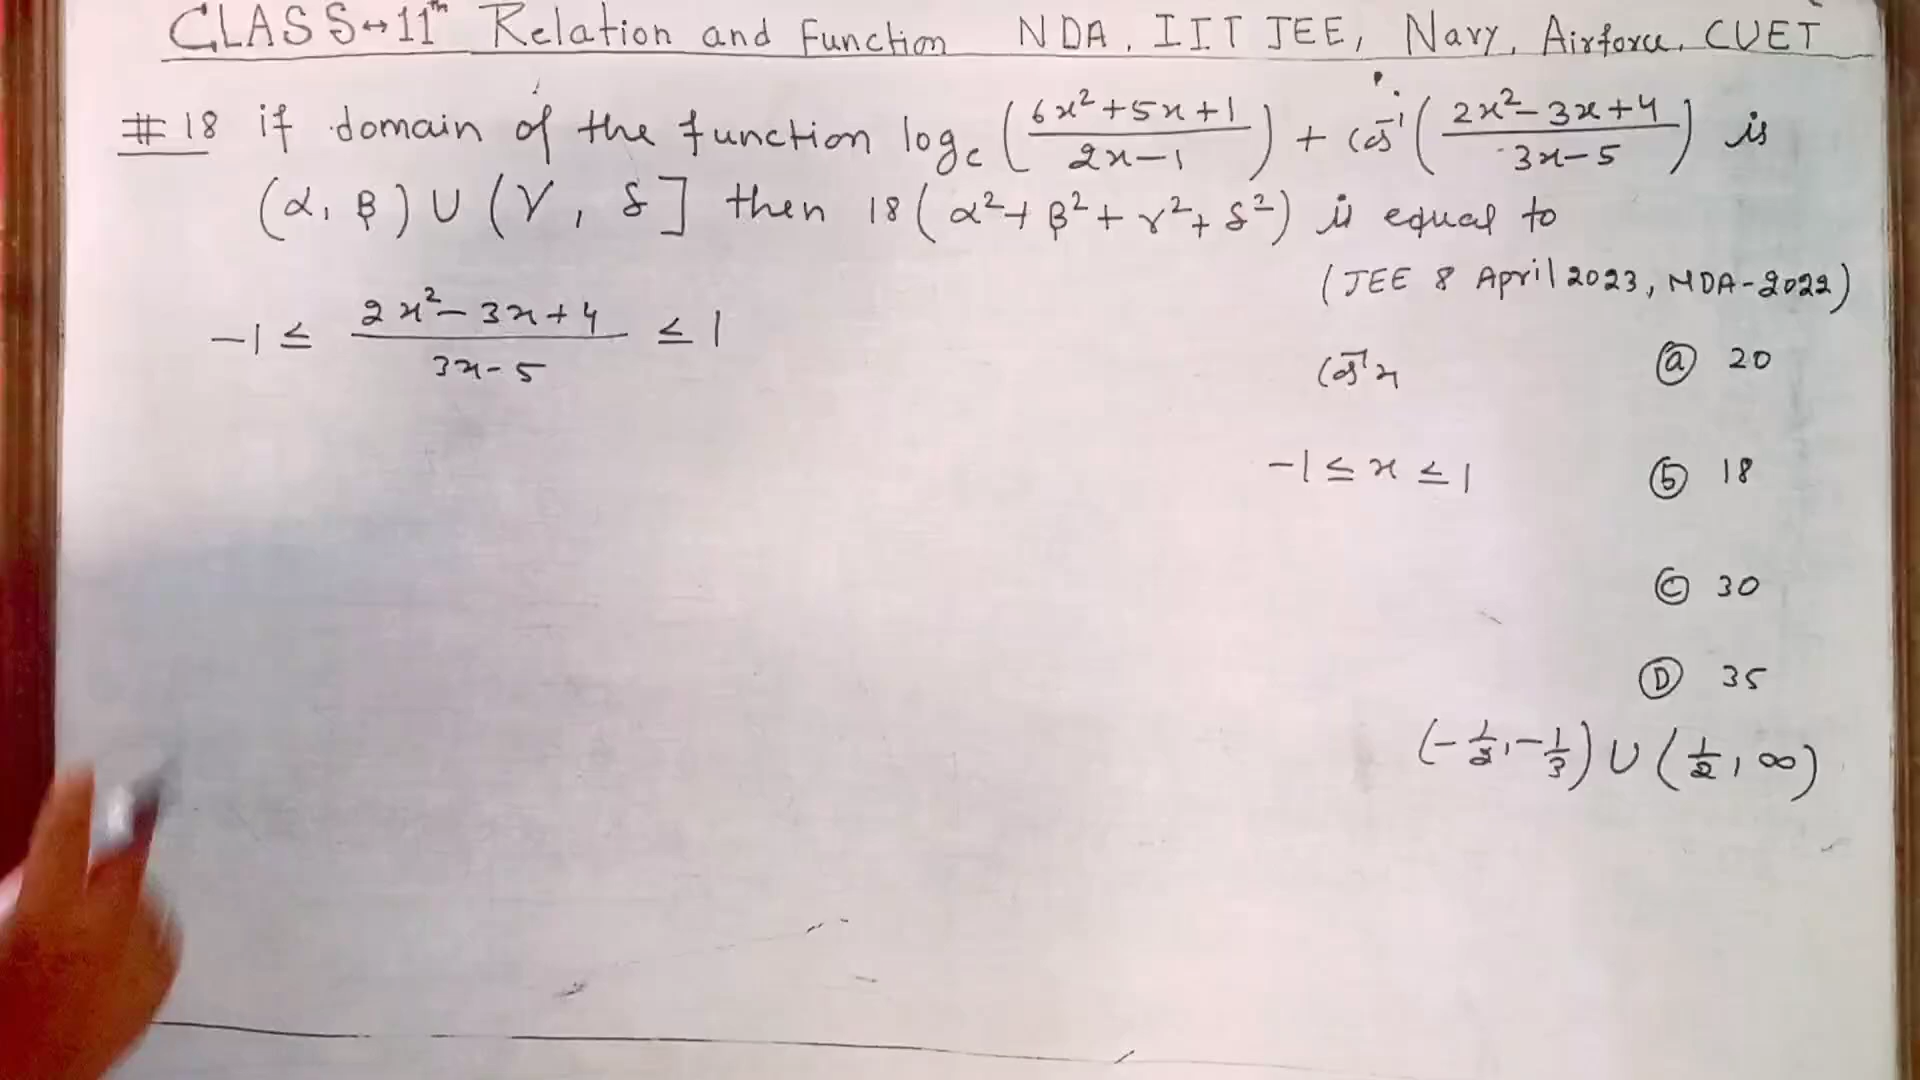 CLASS↔11th Relation and Function NDA, IIT JEE, Navy, Airforce, CUET
# 18 if domain of the function logₑ ((6x²+5x+1)/(2x-1)) + cos⁻¹ ((2x²-3x+4)/(3x-5)) is
(α, β) ∪ (γ, δ] then 18(α²+β²+γ²+δ²) is equal to
(JEE 8 April 2023, NDA-2022)
-1 ≤ (2x²-3x+4)/(3x-5) ≤ 1
cos⁻¹x
ⓐ 20
-1 ≤ x ≤ 1
ⓑ 18
ⓒ 30
Ⓓ 35
(-1/2, -1/3) ∪ (1/2, ∞)